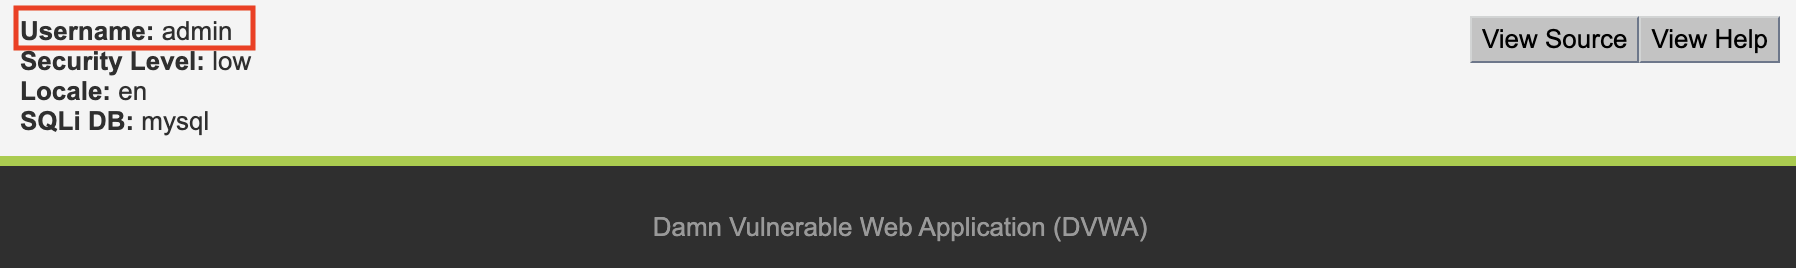 Username: admin
Security Level: low
Locale: en
SQLi DB: mysql
View Source
View Help
Damn Vulnerable Web Application (DVWA)